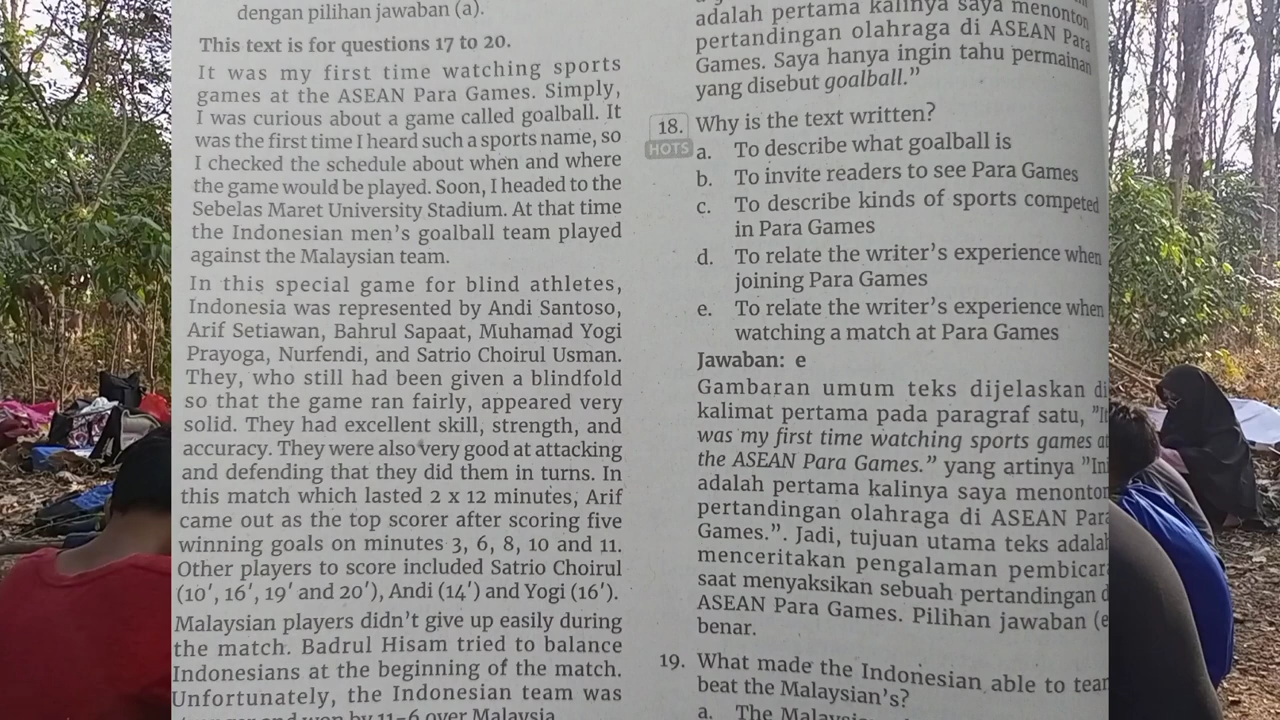 dengan pilihan jawaban (a).
This text is for questions 17 to 20.
It was my first time watching sports
games at the ASEAN Para Games. Simply,
I was curious about a game called goalball. It
was the first time I heard such a sports name, so
I checked the schedule about when and where
the game would be played. Soon, I headed to the
Sebelas Maret University Stadium. At that time
the Indonesian men's goalball team played
against the Malaysian team.
In this special game for blind athletes,
Indonesia was represented by Andi Santoso,
Arif Setiawan, Bahrul Sapaat, Muhamad Yogi
Prayoga, Nurfendi, and Satrio Choirul Usman.
They, who still had been given a blindfold
so that the game ran fairly, appeared very
solid. They had excellent skill, strength, and
accuracy. They were also very good at attacking
and defending that they did them in turns. In
this match which lasted 2 x 12 minutes, Arif
came out as the top scorer after scoring five
winning goals on minutes 3, 6, 8, 10 and 11.
Other players to score included Satrio Choirul
(10′, 16′, 19′ and 20′), Andi (14′) and Yogi (16′).
Malaysian players didn't give up easily during
the match. Badrul Hisam tried to balance
Indonesians at the beginning of the match.
Unfortunately, the Indonesian team was
and won by 11–6 over Malaysia.
adalah pertama kalinya saya menonton
pertandingan olahraga di ASEAN Para
Games. Saya hanya ingin tahu permainan
yang disebut goalball.”
18. Why is the text written?
HOTS
a. To describe what goalball is
b. To invite readers to see Para Games
c. To describe kinds of sports competed
in Para Games
d. To relate the writer's experience when
joining Para Games
e. To relate the writer's experience when
watching a match at Para Games
Jawaban: e
Gambaran umum teks dijelaskan di
kalimat pertama pada paragraf satu, ”It
was my first time watching sports games at
the ASEAN Para Games.” yang artinya ”Ini
adalah pertama kalinya saya menonton
pertandingan olahraga di ASEAN Para
Games.”. Jadi, tujuan utama teks adalah
menceritakan pengalaman pembicara
saat menyaksikan sebuah pertandingan
ASEAN Para Games. Pilihan jawaban (e
benar.
19. What made the Indonesian able to
beat the Malaysian's?
a. The